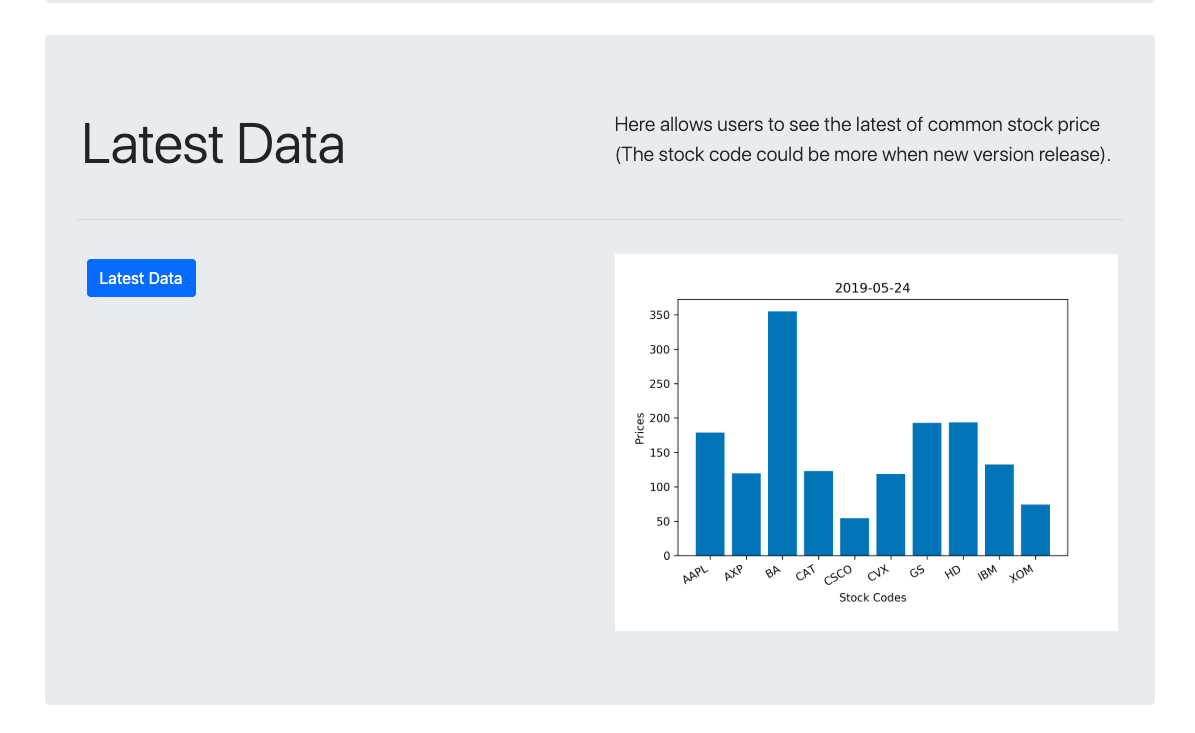 Latest Data
Here allows users to see the latest of common stock price
(The stock code could be more when new version release).
Latest Data
2019-05-24
350
300
250
200
150
100
50
0
Prices
AAPL
AXP
BA
CAT
CSCO
CVX
GS
HD
IBM
XOM
Stock Codes